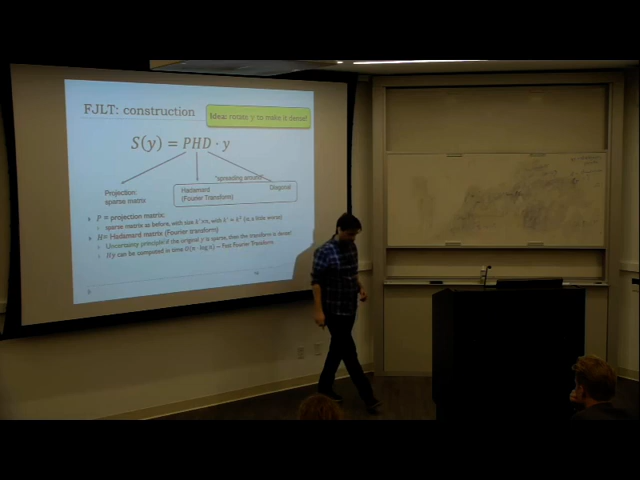 FJLT: construction
Idea: rotate y to make it dense!
S(y) = PHD · y
"spreading around"
Projection:
sparse matrix
Hadamard
(Fourier Transform)
Diagonal
P = projection matrix:
sparse matrix as before, with size
H= Hadamard matrix (Fourier transform)
Uncertainty principle: if the original y is sparse, then the transform is dense!
Hy can be computed in time O(n · log n) – Fast Fourier Transform